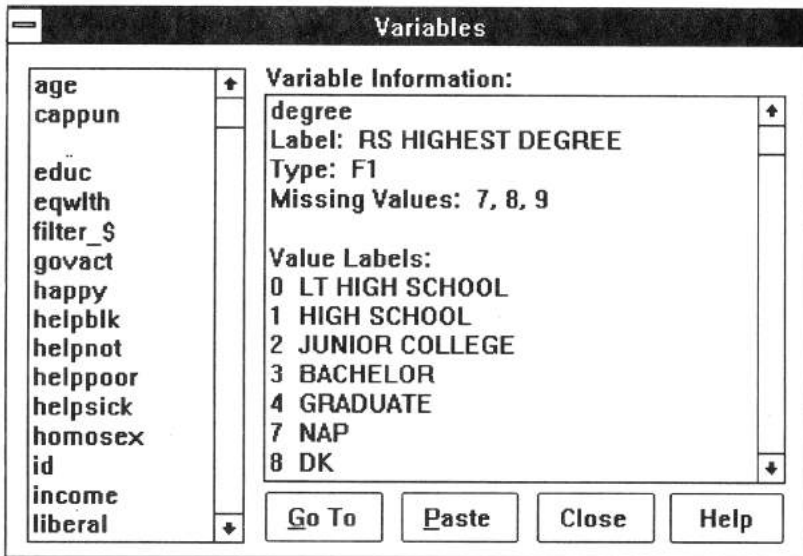 Variables
age
cappun
educ
eqwlth
filter_$
govact
happy
helpblk
helpnot
helppoor
helpsick
homosex
id
income
liberal
Variable Information:
degree
Label: RS HIGHEST DEGREE
Type: F1
Missing Values: 7, 8, 9
Value Labels:
0 LT HIGH SCHOOL
1 HIGH SCHOOL
2 JUNIOR COLLEGE
3 BACHELOR
4 GRADUATE
7 NAP
8 DK
Go To
Paste
Close
Help